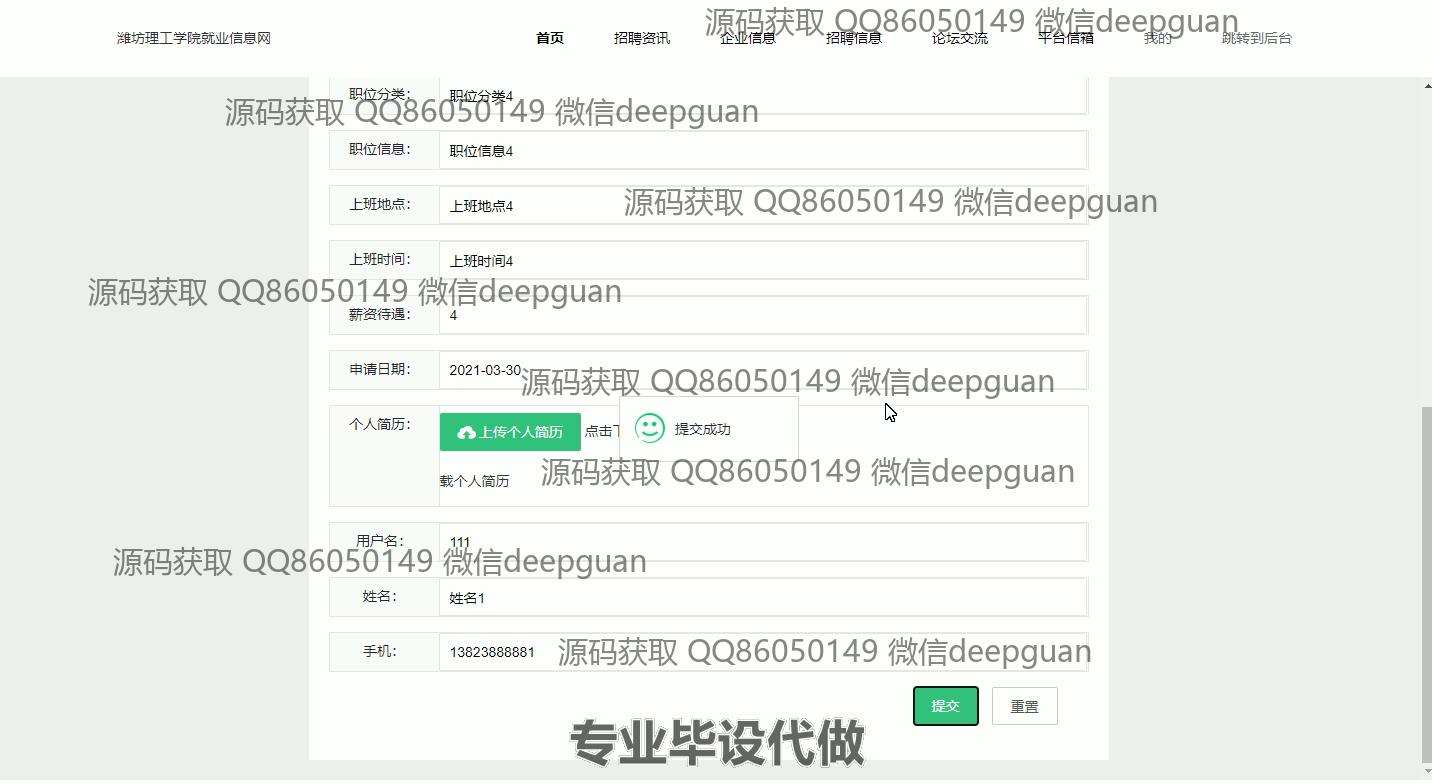 源码获取 QQ86050149 微信deepguan
潍坊理工学院就业信息网 首页 招聘资讯 企业信息 招聘信息 论坛交流 平台信箱 我的 跳转到后台
职位分类： 职位分类4
源码获取 QQ86050149 微信deepguan
职位信息： 职位信息4
上班地点： 上班地点4
源码获取 QQ86050149 微信deepguan
上班时间： 上班时间4
源码获取 QQ86050149 微信deepguan
薪资待遇： 4
申请日期： 2021-03-30
源码获取 QQ86050149 微信deepguan
个人简历： 上传个人简历 点击下
提交成功
载个人简历
源码获取 QQ86050149 微信deepguan
用户名： 111
源码获取 QQ86050149 微信deepguan
姓名： 姓名1
手机： 13823888881
源码获取 QQ86050149 微信deepguan
提交 重置
专业毕设代做